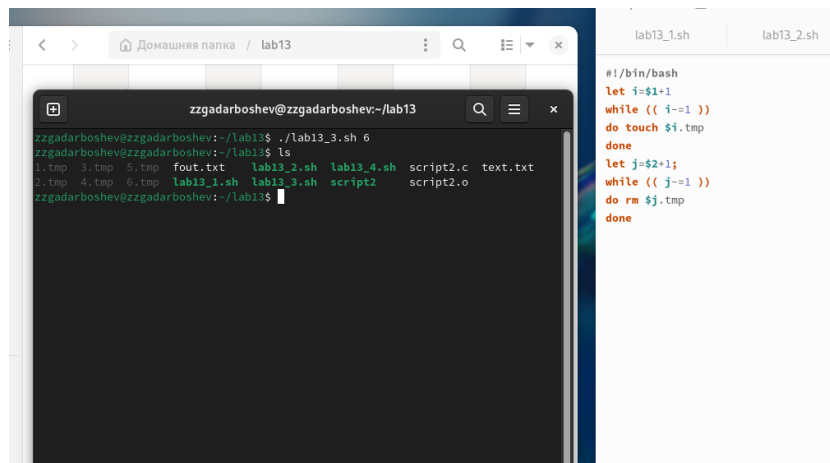 Домашняя папка / lab13
lab13_1.sh lab13_2.sh
zzgadarboshev@zzgadarboshev:~/lab13
zzgadarboshev@zzgadarboshev:~/lab13$ ./lab13_3.sh 6
zzgadarboshev@zzgadarboshev:~/lab13$ ls
1.tmp 3.tmp 5.tmp fout.txt lab13_2.sh lab13_4.sh script2.c text.txt
2.tmp 4.tmp 6.tmp lab13_1.sh lab13_3.sh script2 script2.o
zzgadarboshev@zzgadarboshev:~/lab13$
#!/bin/bash
let i=$1+1
while (( i-=1 ))
do touch $i.tmp
done
let j=$2+1;
while (( j-=1 ))
do rm $j.tmp
done